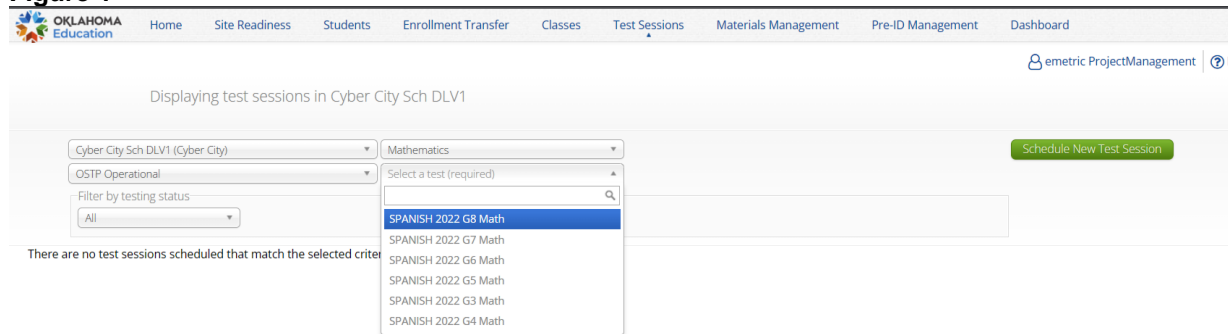 Figure 1
OKLAHOMA
Education
Home Site Readiness Students Enrollment Transfer Classes Test Sessions Materials Management Pre-ID Management Dashboard
emetric ProjectManagement
Displaying test sessions in Cyber City Sch DLV1
Cyber City Sch DLV1 (Cyber City) Mathematics Schedule New Test Session
OSTP Operational Select a test (required)
Filter by testing status
All
SPANISH 2022 G8 Math
SPANISH 2022 G7 Math
There are no test sessions scheduled that match the selected
SPANISH 2022 G6 Math
SPANISH 2022 G5 Math
SPANISH 2022 G3 Math
SPANISH 2022 G4 Math